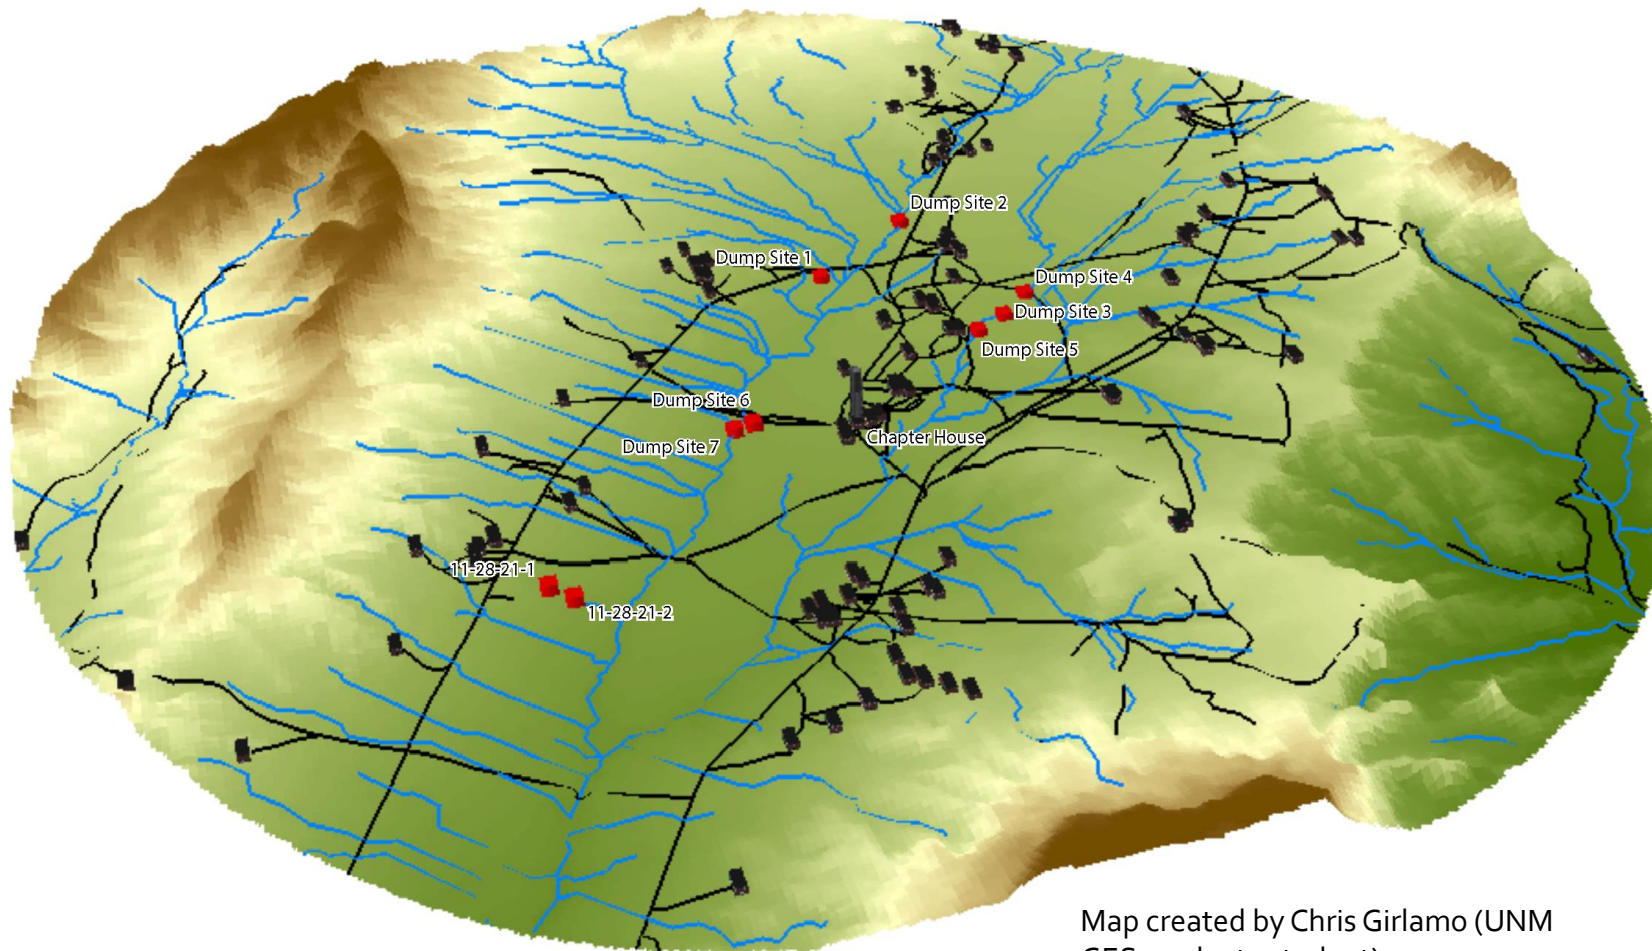 Dump Site 2
Dump Site 1
Dump Site 4
Dump Site 3
Dump Site 5
Dump Site 6
Chapter House
Dump Site 7
11-28-21-1
11-28-21-2
Map created by Chris Girlamo (UNM